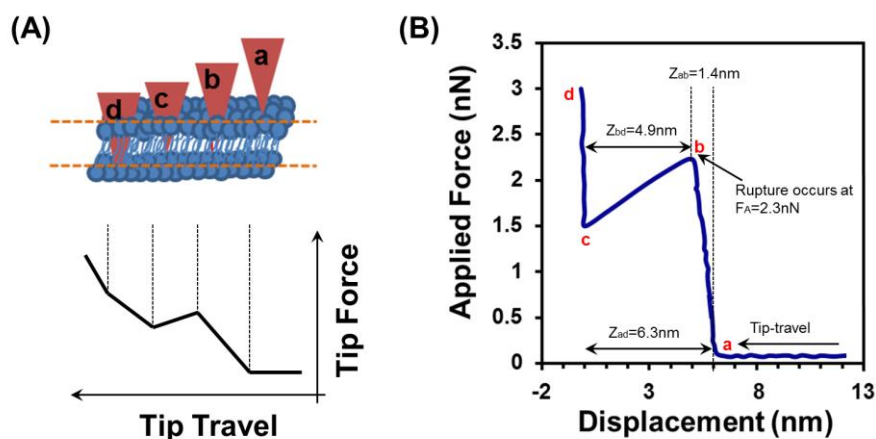 (A)
a
b
c
d
Tip Force
Tip Travel
(B)
Applied Force (nN)
3.5
3
2.5
2
1.5
1
0.5
0
Zab=1.4nm
d
Zbd=4.9nm
b
Rupture occurs at
FA=2.3nN
c
Zad=6.3nm
a
Tip-travel
-2
3
8
13
Displacement (nm)